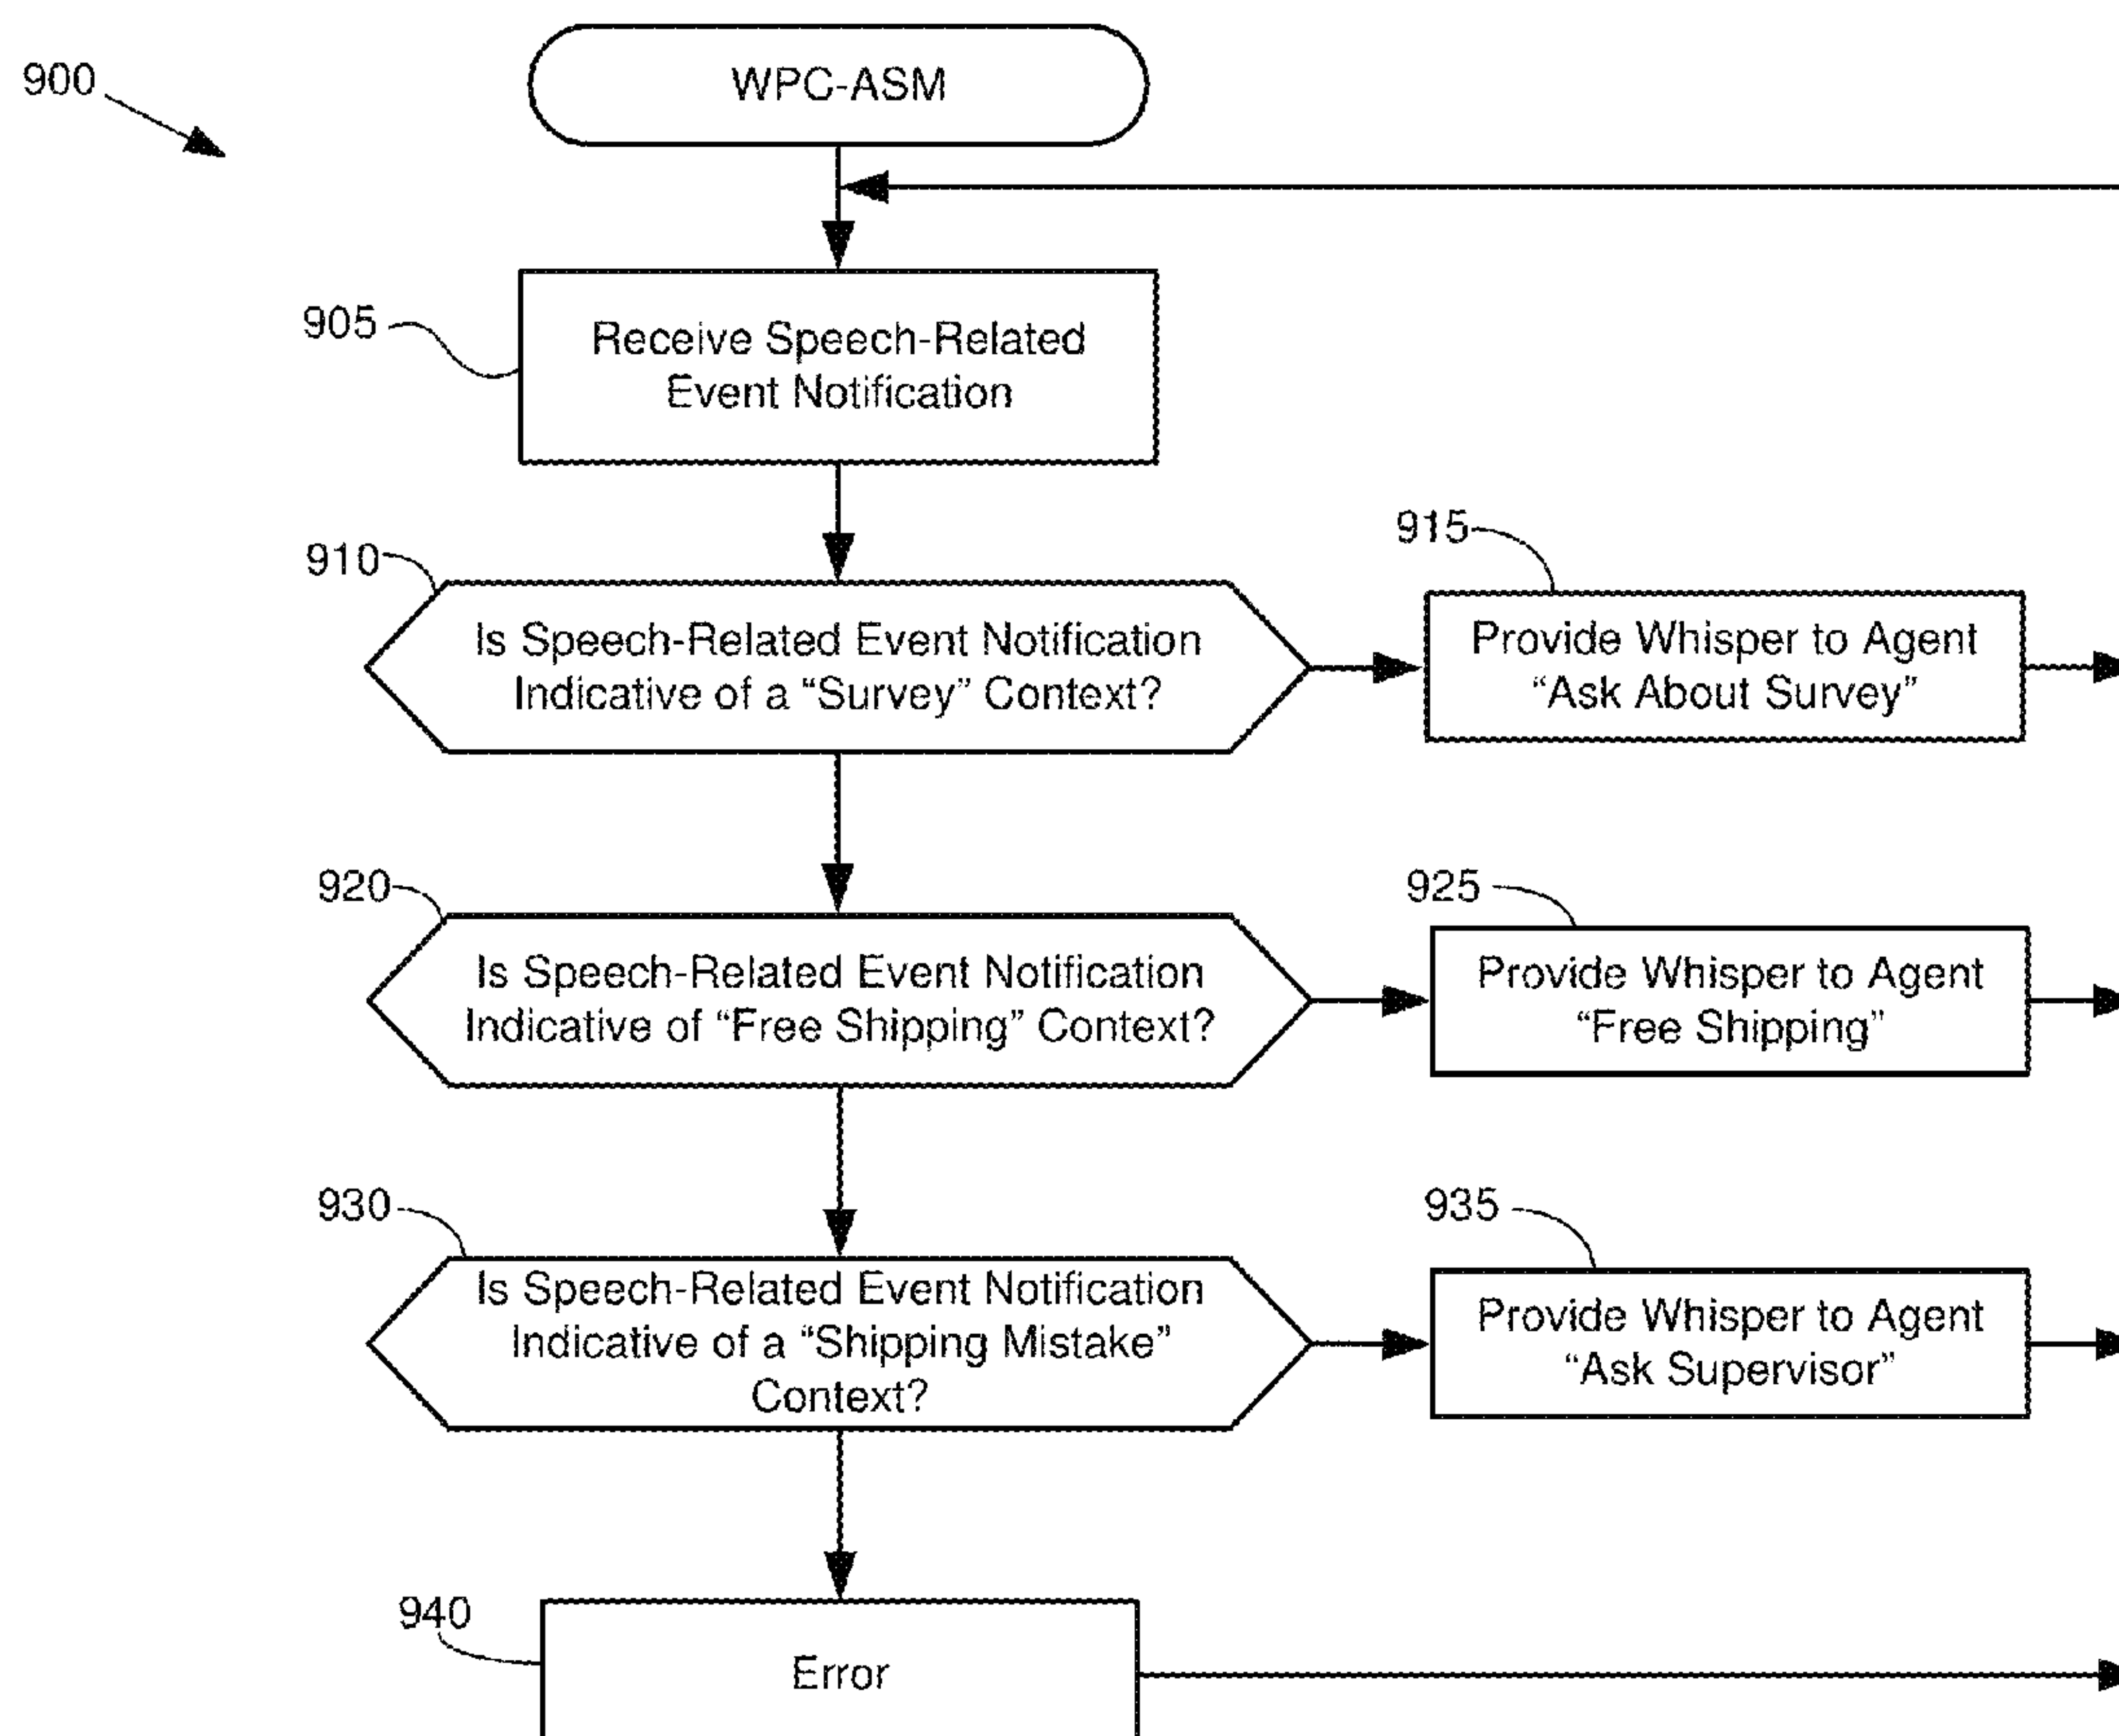 900
WPC-ASM
905
Receive Speech-Related
Event Notification
910
Is Speech-Related Event Notification
Indicative of a “Survey” Context?
915
Provide Whisper to Agent
“Ask About Survey”
920
Is Speech-Related Event Notification
Indicative of “Free Shipping” Context?
925
Provide Whisper to Agent
“Free Shipping”
930
Is Speech-Related Event Notification
Indicative of a “Shipping Mistake”
Context?
935
Provide Whisper to Agent
“Ask Supervisor”
940
Error